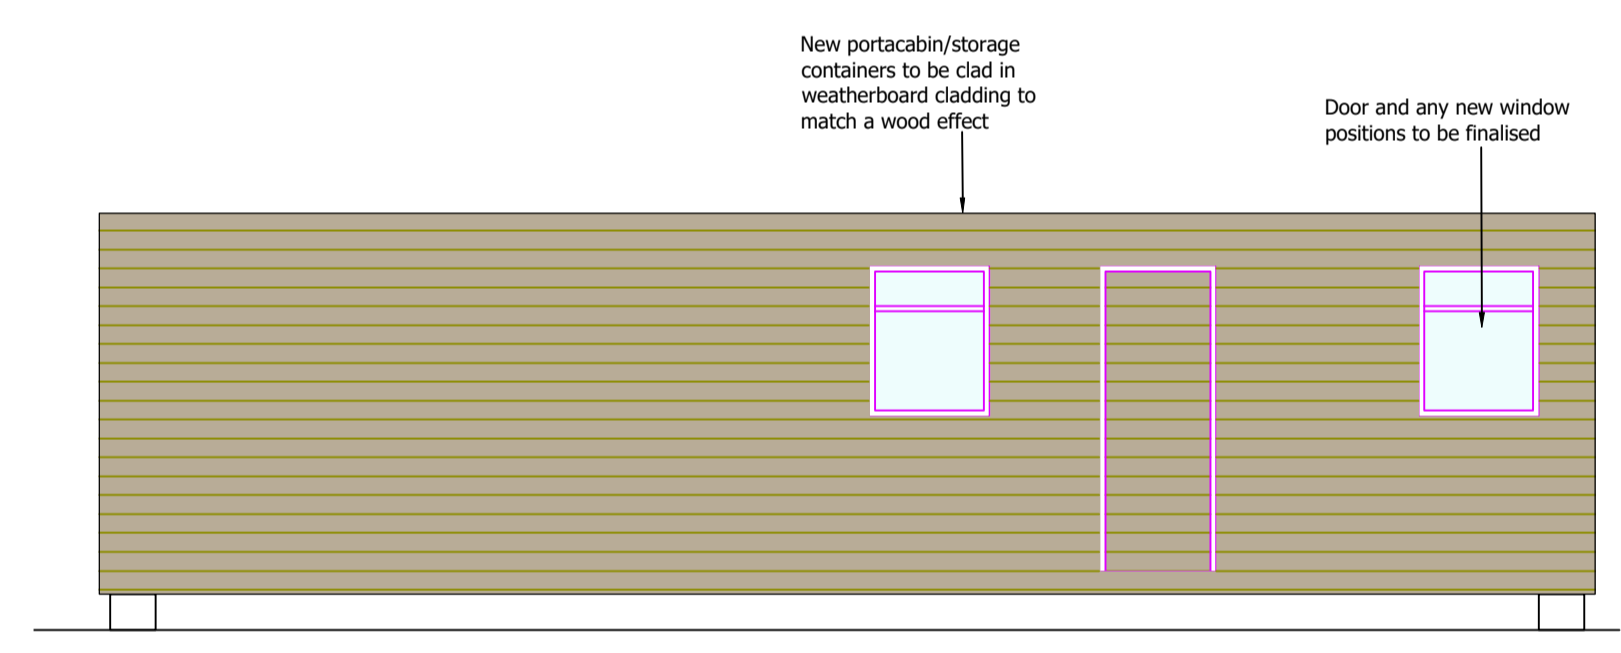 New portacabin/storage
containers to be clad in
weatherboard cladding to
match a wood effect
Door and any new window
positions to be finalised